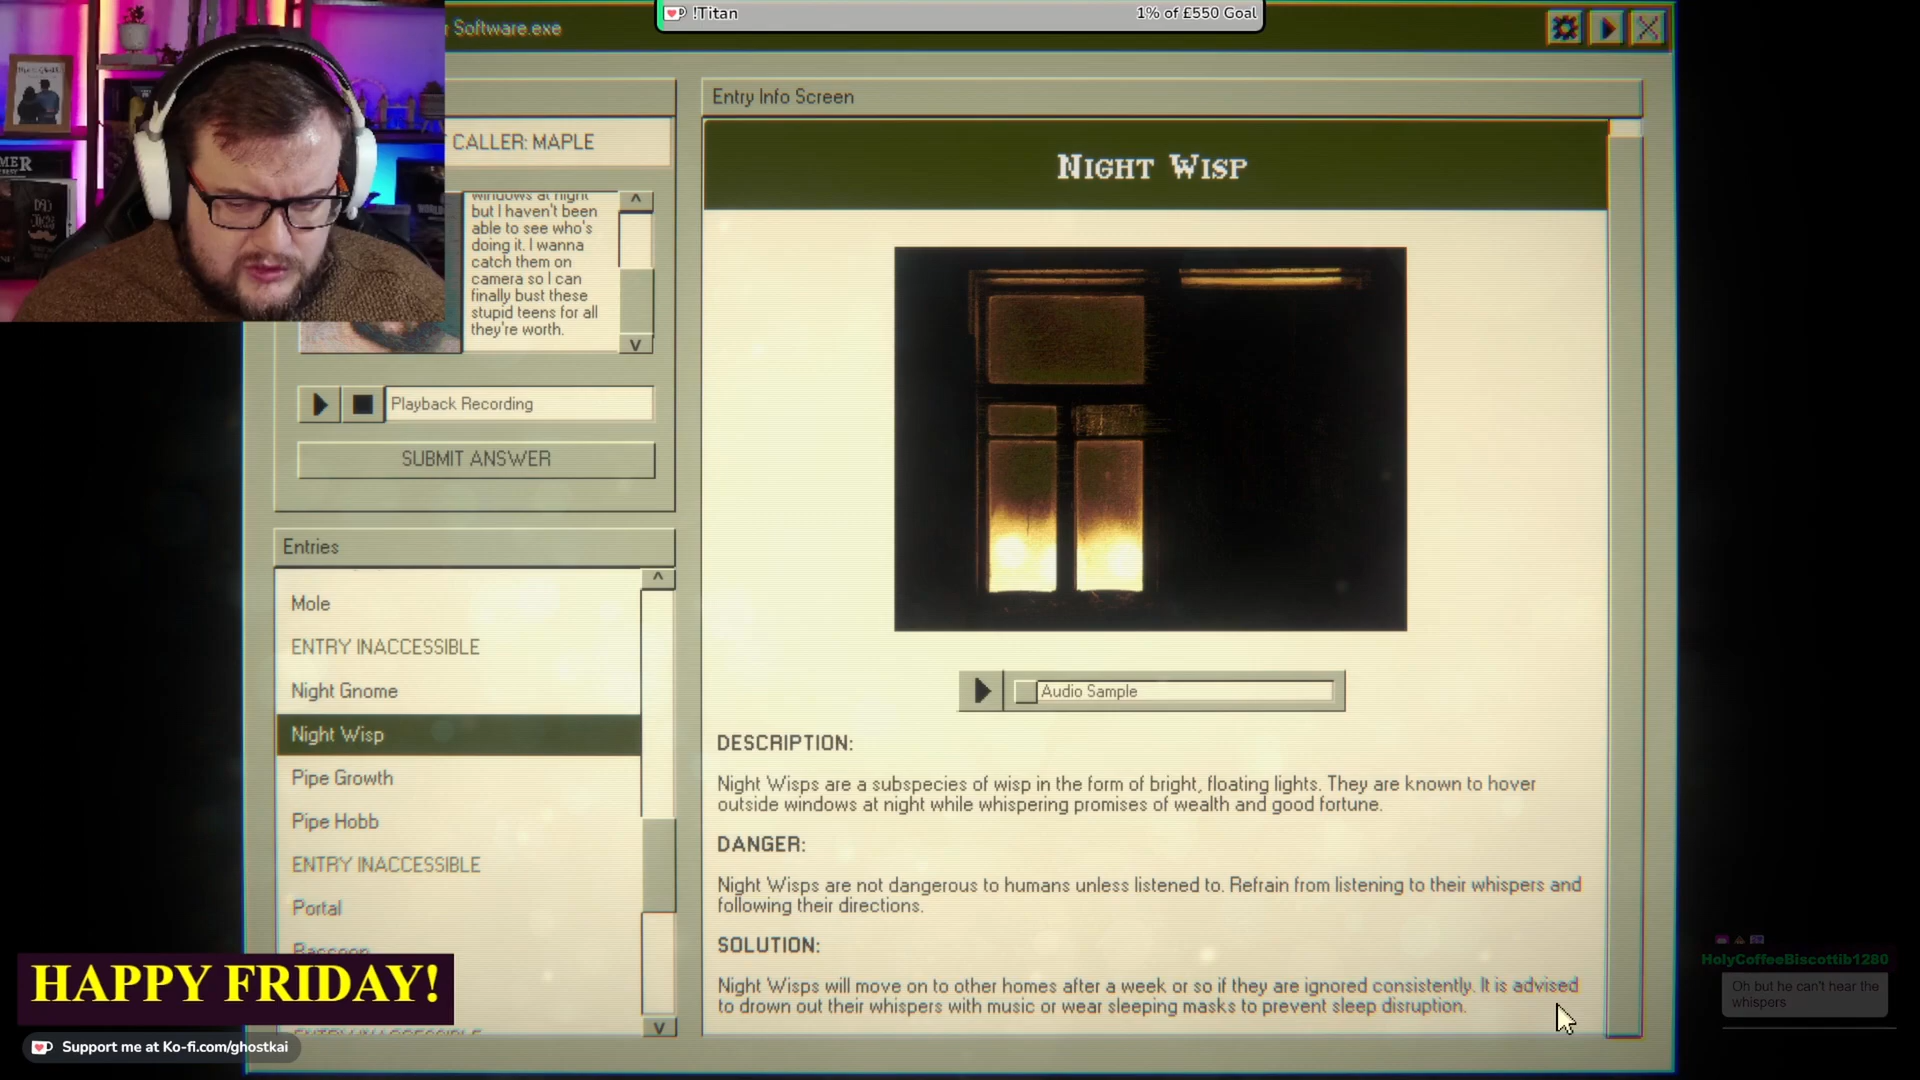 Software.exe
!Titan
1% of £550 Goal
CALLER: MAPLE
windows at night
but I haven't been
able to see who's
doing it. I wanna
catch them on
camera so I can
finally bust these
stupid teens for all
they're worth.
Playback Recording
SUBMIT ANSWER
Entries
Mole
ENTRY INACCESSIBLE
Night Gnome
Night Wisp
Pipe Growth
Pipe Hobb
ENTRY INACCESSIBLE
Portal
Raccoon
ENTRY INACCESSIBLE
Entry Info Screen
NIGHT WISP
Audio Sample
DESCRIPTION:
Night Wisps are a subspecies of wisp in the form of bright, floating lights. They are known to hover
outside windows at night while whispering promises of wealth and good fortune.
DANGER:
Night Wisps are not dangerous to humans unless listened to. Refrain from listening to their whispers and
following their directions.
SOLUTION:
Night Wisps will move on to other homes after a week or so if they are ignored consistently. It is advised
to drown out their whispers with music or wear sleeping masks to prevent sleep disruption.
HAPPY FRIDAY!
Support me at Ko-fi.com/ghostkai
HolyCoffeeBiscottib1280
Oh but he can't hear the
whispers